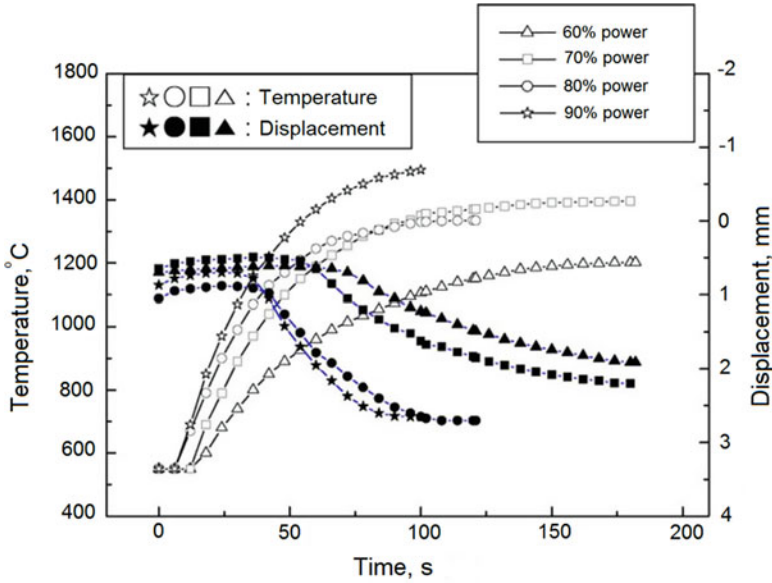 60% power
70% power
80% power
90% power
: Temperature
: Displacement
1800
1600
1400
1200
1000
800
600
400
Temperature,°C
-2
-1
0
1
2
3
4
Displacement, mm
0
50
100
150
200
Time, s